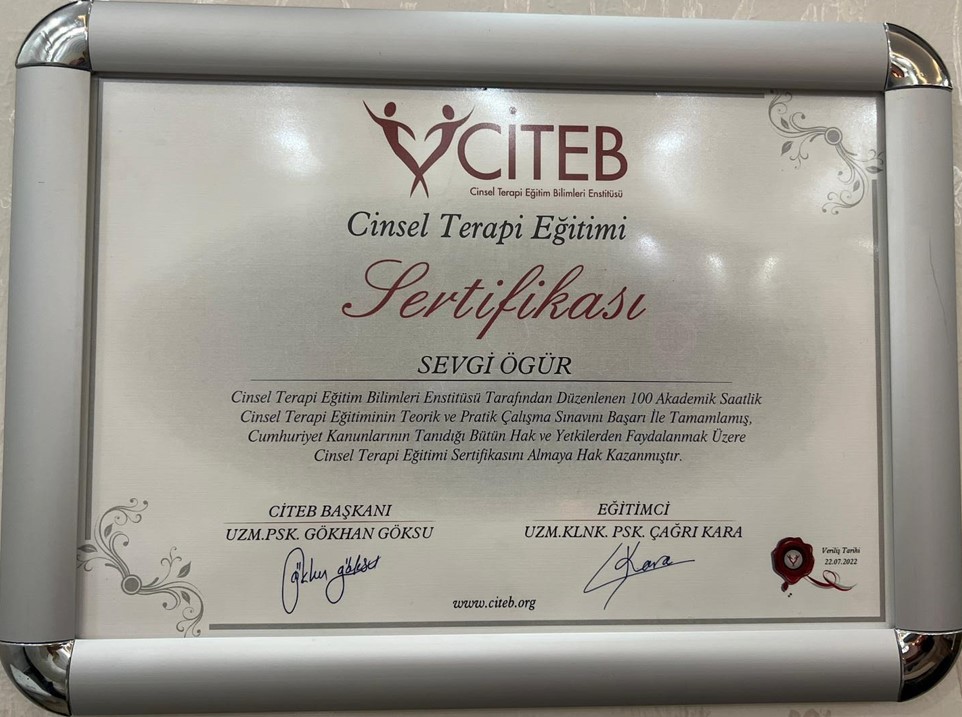 CİTEB
Cinsel Terapi Eğitim Bilimleri Enstitüsü
Cinsel Terapi Eğitimi
Sertifikası
SEVGİ ÖGÜR
Cinsel Terapi Eğitim Bilimleri Enstitüsü Tarafından Düzenlenen 100 Akademik Saatlik
Cinsel Terapi Eğitiminin Teorik ve Pratik Çalışma Sınavını Başarı İle Tamamlamış,
Cumhuriyet Kanunlarının Tanıdığı Bütün Hak ve Yetkilerden Faydalanmak Üzere
Cinsel Terapi Eğitimi Sertifikasını Almaya Hak Kazanmıştır.
CİTEB BAŞKANI
UZM.PSK. GÖKHAN GÖKSU
Gökhan göksu
EĞİTİMCİ
UZM.KLNK. PSK. ÇAĞRI KARA
Kara
Veriliş Tarihi
22.07.2022
www.citeb.org